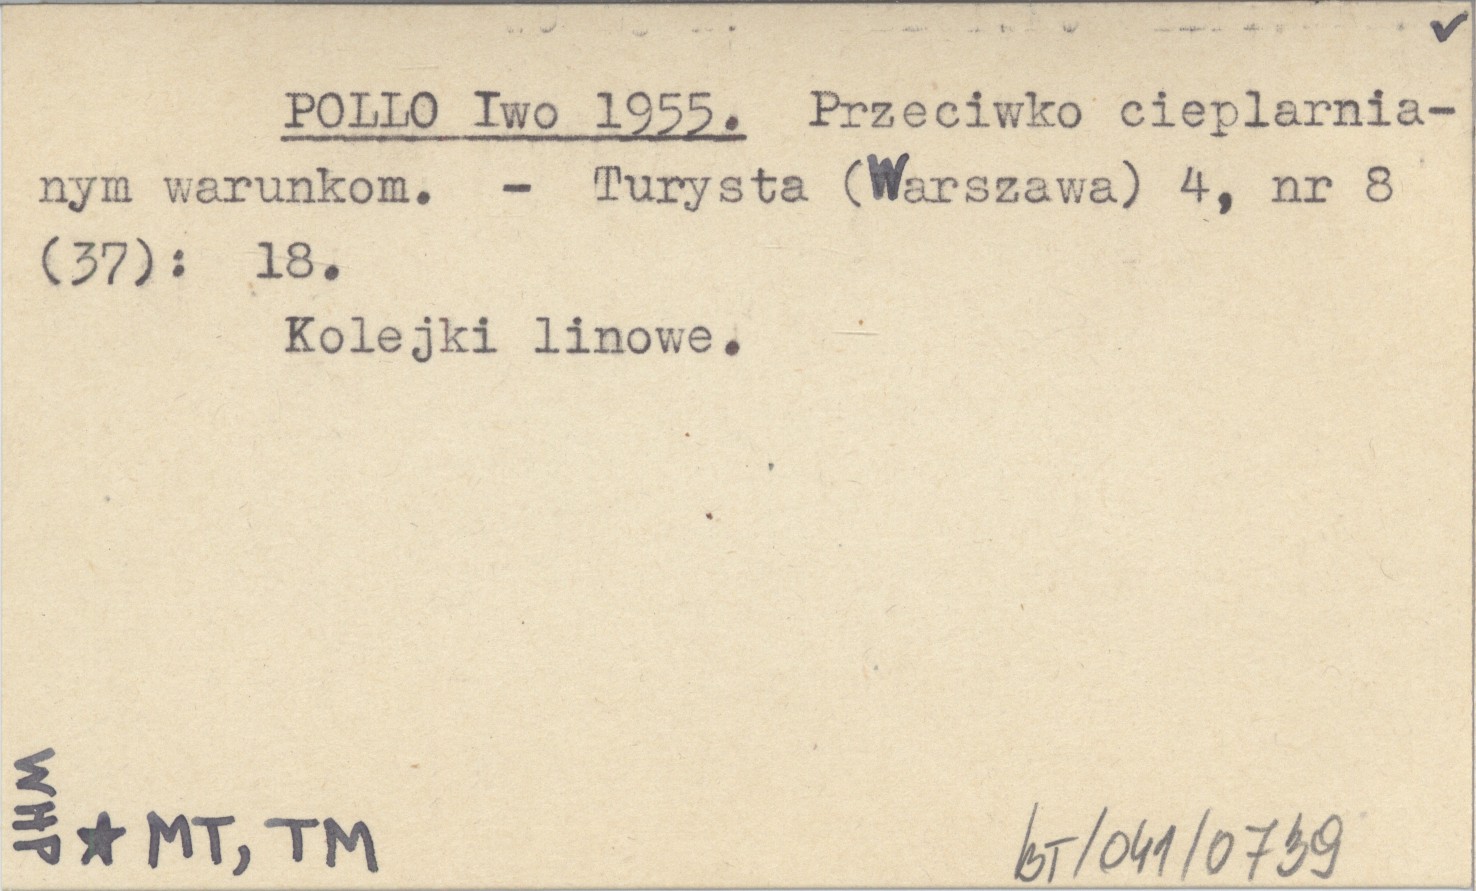 POLLO Iwo 1955. Przeciwko cieplarnia-
nym warunkom. - Turysta (Warszawa) 4, nr 8
(37): 18.
Kolejki linowe.
WHP
★ MT, TM
BT/041/0739